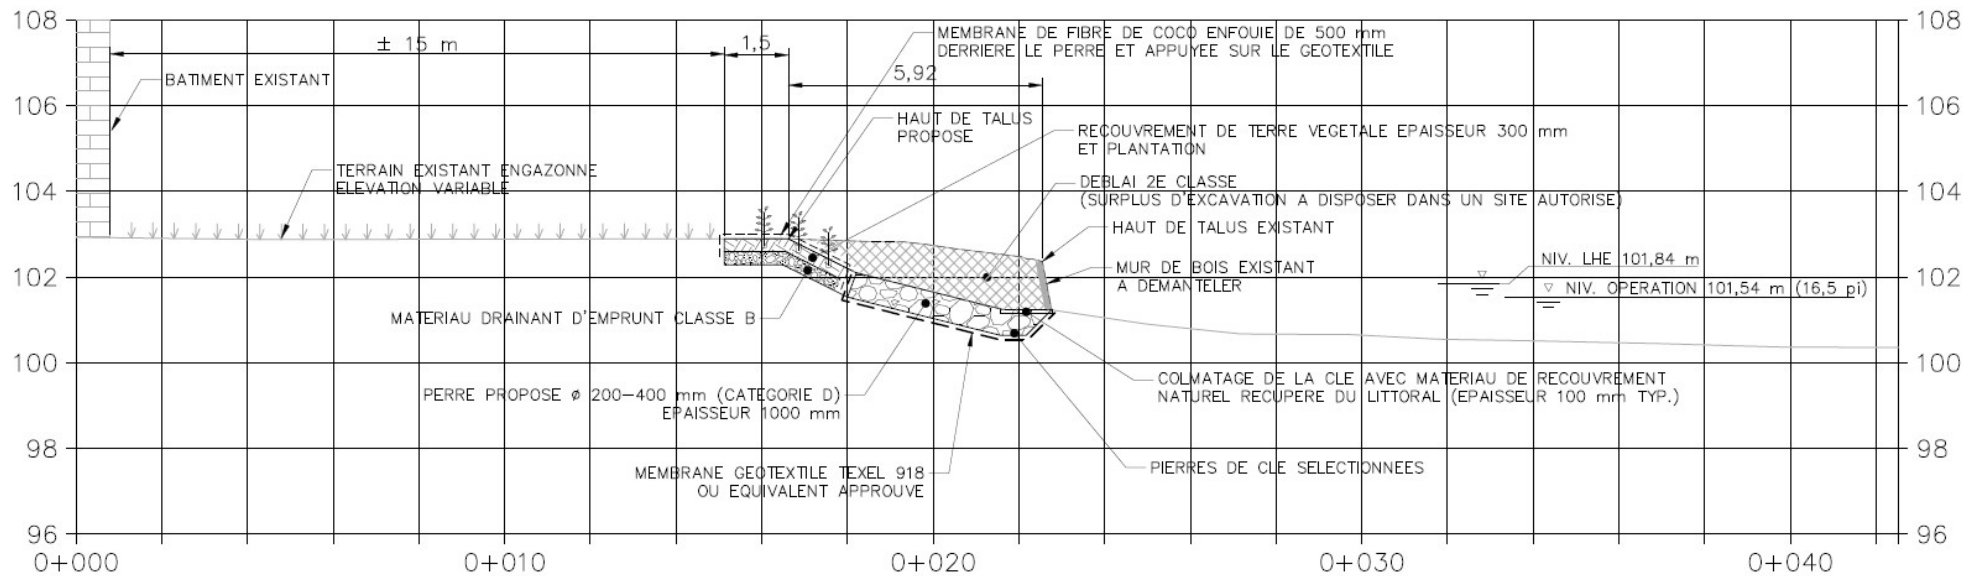 108
108
± 15 m
1,5
MEMBRANE DE FIBRE DE COCO ENFOUIE DE 500 mm
DERRIERE LE PERRE ET APPUYEE SUR LE GEOTEXTILE
5,92
BATIMENT EXISTANT
106
106
HAUT DE TALUS
PROPOSE
RECOUVREMENT DE TERRE VEGETALE EPAISSEUR 300 mm
ET PLANTATION
TERRAIN EXISTANT ENGAZONNE
ELEVATION VARIABLE
DEBLAI 2E CLASSE
(SURPLUS D'EXCAVATION A DISPOSER DANS UN SITE AUTORISE)
104
104
HAUT DE TALUS EXISTANT
NIV. LHE 101,84 m
MUR DE BOIS EXISTANT
A DEMANTELER
102
102
NIV. OPERATION 101,54 m (16,5 pi)
MATERIAU DRAINANT D'EMPRUNT CLASSE B
100
100
PERRE PROPOSE ø 200-400 mm (CATEGORIE D)
EPAISSEUR 1000 mm
COLMATAGE DE LA CLE AVEC MATERIAU DE RECOUVREMENT
NATUREL RECUPERE DU LITTORAL (EPAISSEUR 100 mm TYP.)
98
98
MEMBRANE GEOTEXTILE TEXEL 918
OU EQUIVALENT APPROUVE
PIERRES DE CLE SELECTIONNEES
96
96
0+000
0+010
0+020
0+030
0+040